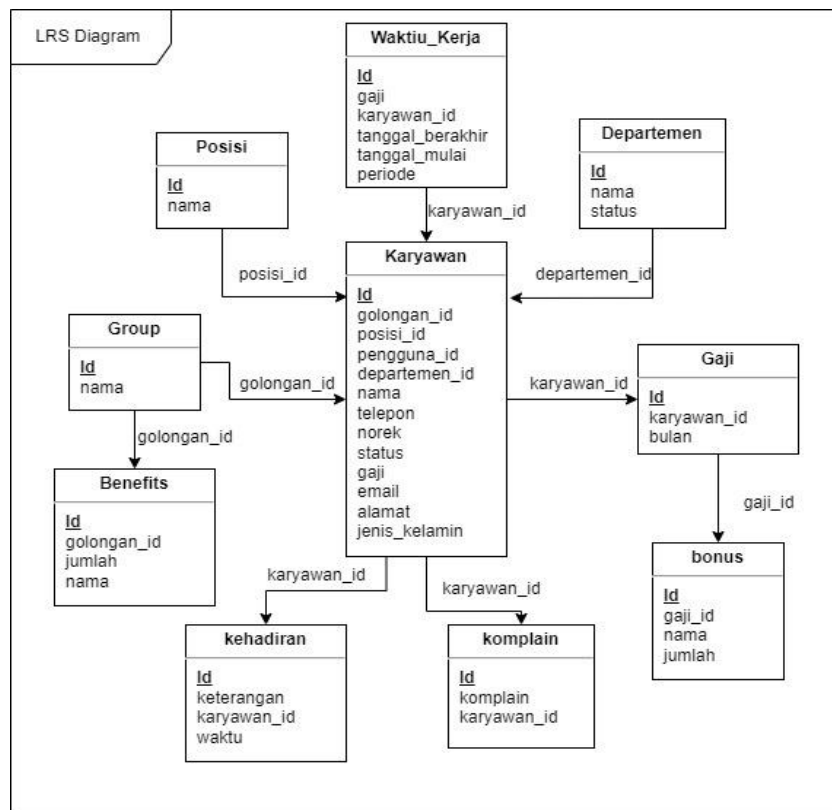 LRS Diagram
Waktiu_Kerja
Id
gaji
karyawan_id
tanggal_berakhir
tanggal_mulai
periode
Posisi
Id
nama
Departemen
Id
nama
status
karyawan_id
posisi_id
departemen_id
Karyawan
Id
golongan_id
posisi_id
pengguna_id
departemen_id
nama
telepon
norek
status
gaji
email
alamat
jenis_kelamin
Group
Id
nama
golongan_id
golongan_id
karyawan_id
Gaji
Id
karyawan_id
bulan
Benefits
Id
golongan_id
jumlah
nama
gaji_id
bonus
Id
gaji_id
nama
jumlah
karyawan_id
karyawan_id
kehadiran
Id
keterangan
karyawan_id
waktu
komplain
Id
komplain
karyawan_id